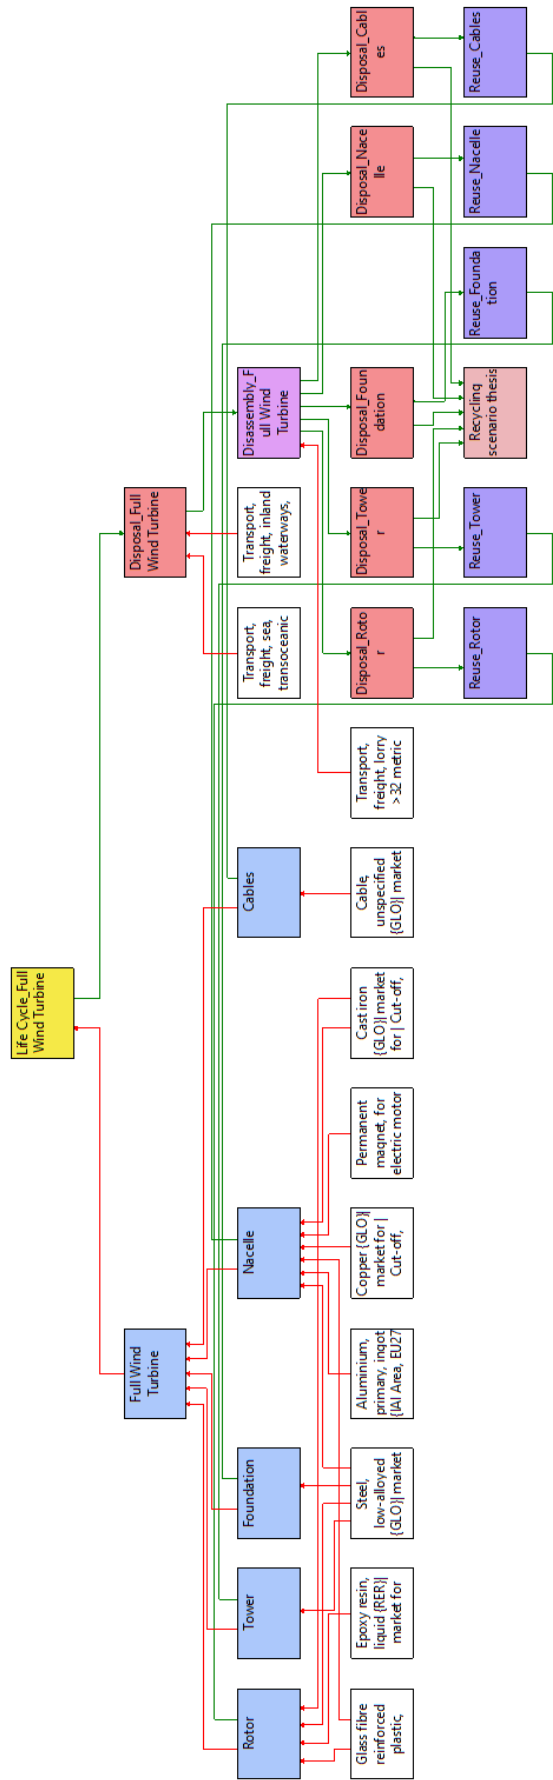 Life Cycle_Full
Wind Turbine
Full Wind
Turbine
Disposal_Full
Wind Turbine
Rotor
Tower
Foundation
Nacelle
Cables
Transport,
freight, sea,
transoceanic
Transport,
freight, inland
waterways,
Disassembly_F
ull Wind
Turbine
Glass fibre
reinforced
plastic,
Epoxy resin,
liquid {RER}|
market for
Steel,
low-alloyed
{GLO}| market
Aluminium,
primary, ingot
{IAI Area, EU27
Copper {GLO}|
market for |
Cut-off,
Permanent
magnet, for
electric motor
Cast iron
{GLO}| market
for | Cut-off,
Cable,
unspecified
{GLO}| market
Transport,
freight, lorry
>32 metric
Disposal_Roto
r
Disposal_Towe
r
Disposal_Foun
dation
Disposal_Nace
lle
Disposal_Cabl
es
Reuse_Rotor
Reuse_Tower
Recycling
scenario thesis
Reuse_Founda
tion
Reuse_Nacelle
Reuse_Cables